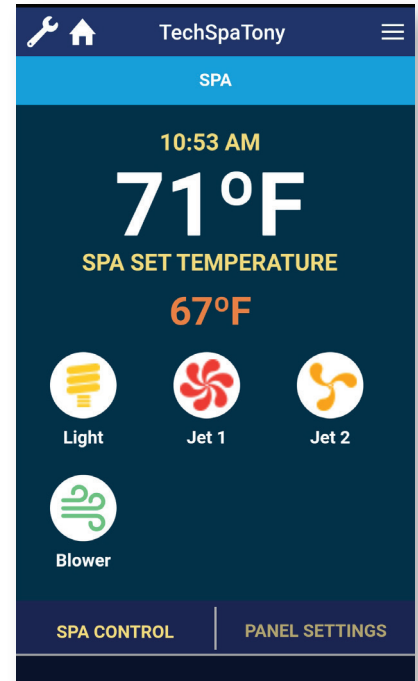 TechSpaTony
SPA
10:53 AM
71ºF
SPA SET TEMPERATURE
67ºF
Light Jet 1 Jet 2
Blower
SPA CONTROL PANEL SETTINGS